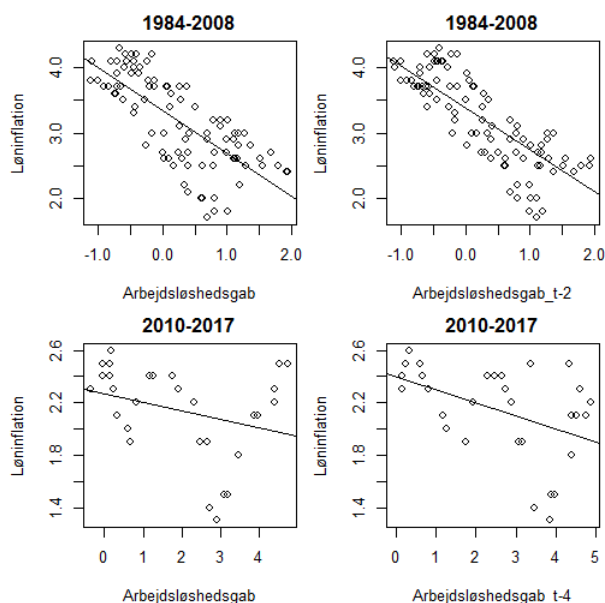 1984-2008
Løninflation
2.0 3.0 4.0
-1.0 0.0 1.0 2.0
Arbejdsløshedsgab
1984-2008
Løninflation
2.0 3.0 4.0
-1.0 0.0 1.0 2.0
Arbejdsløshedsgab_t-2
2010-2017
Løninflation
1.4 1.8 2.2 2.6
0 1 2 3 4
Arbejdsløshedsgab
2010-2017
Løninflation
1.4 1.8 2.2 2.6
0 1 2 3 4 5
Arbejdsløshedsgab_t-4